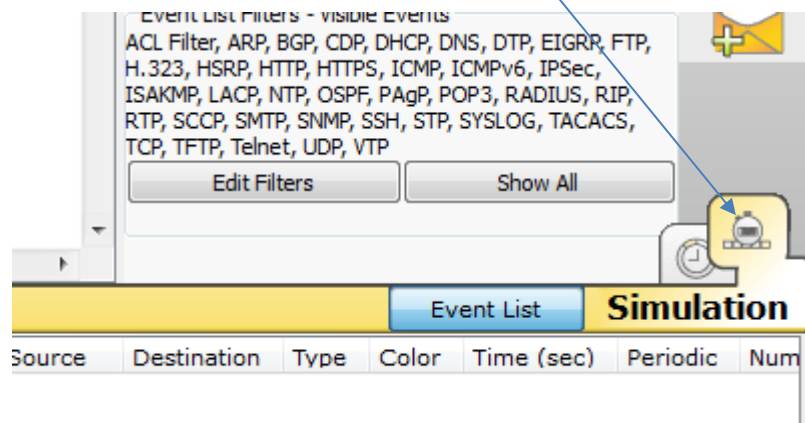 Event List Filters - Visible Events
ACL Filter, ARP, BGP, CDP, DHCP, DNS, DTP, EIGRP, FTP,
H.323, HSRP, HTTP, HTTPS, ICMP, ICMPv6, IPSec,
ISAKMP, LACP, NTP, OSPF, PAgP, POP3, RADIUS, RIP,
RTP, SCCP, SMTP, SNMP, SSH, STP, SYSLOG, TACACS,
TCP, TFTP, Telnet, UDP, VTP
Edit Filters Show All
Event List Simulation
Source Destination Type Color Time (sec) Periodic Num